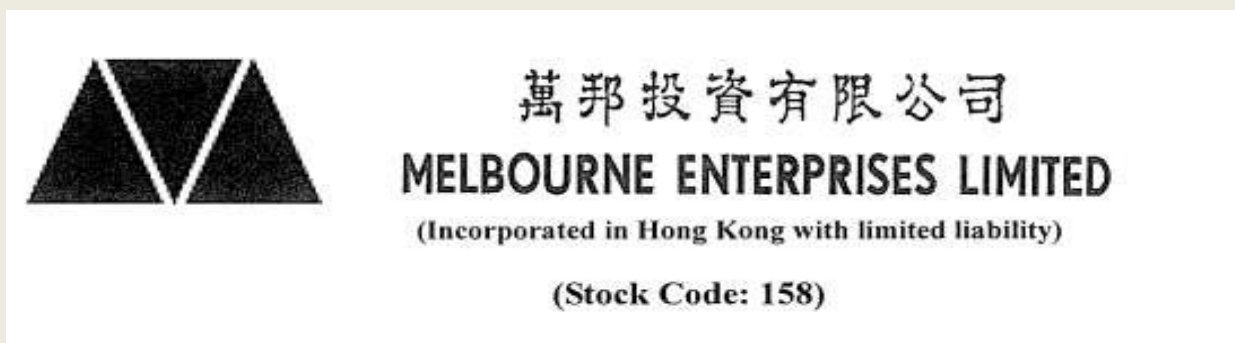 萬邦投資有限公司
MELBOURNE ENTERPRISES LIMITED
(Incorporated in Hong Kong with limited liability)
(Stock Code: 158)